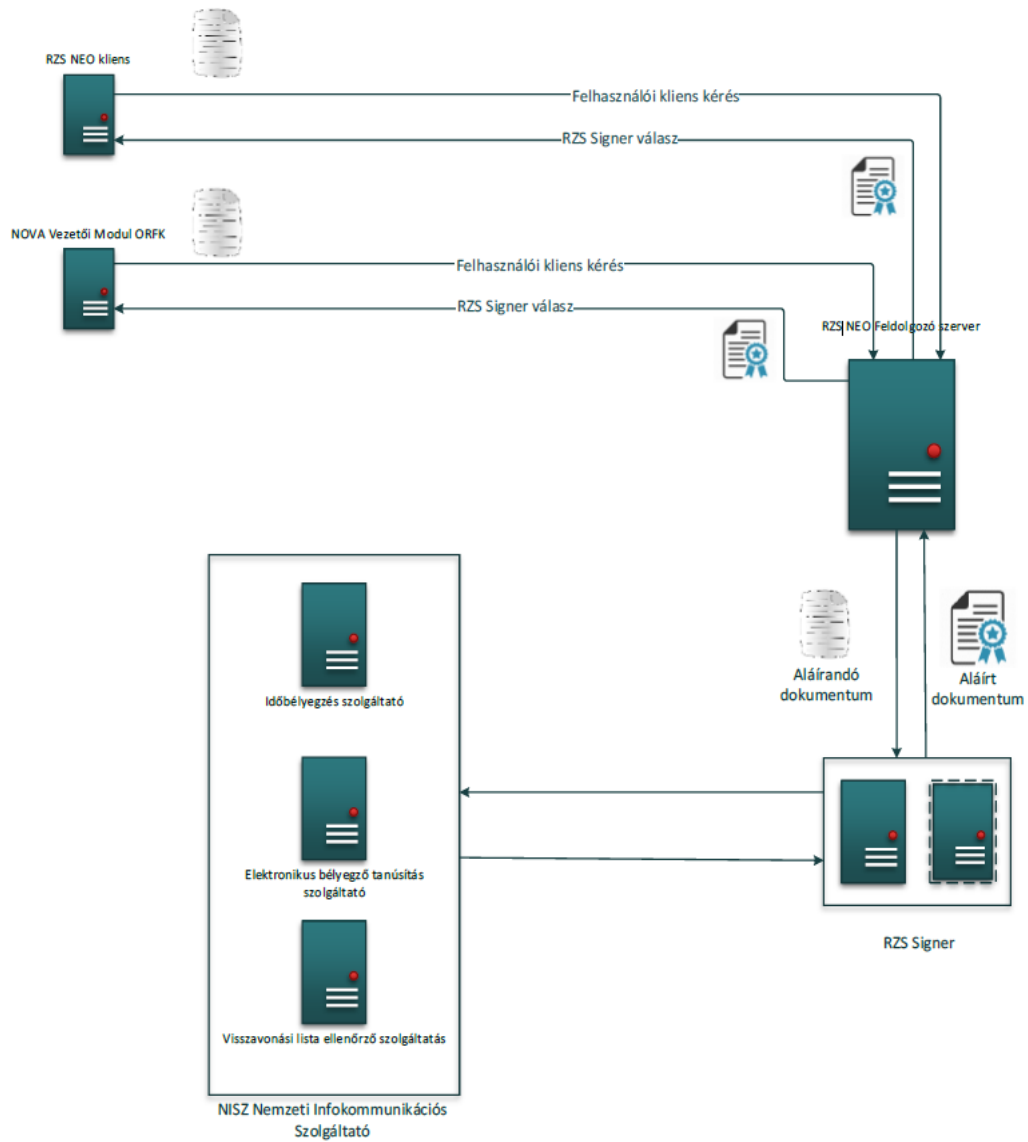 RZS NEO kliens
Felhasználói kliens kérés
RZS Signer válasz
NOVA Vezetői Modul ORFK
Felhasználói kliens kérés
RZS Signer válasz
RZS NEO Feldolgozó szerver
Időbélyegzés szolgáltató
Aláírandó
dokumentum
Aláírt
dokumentum
Elektronikus bélyegző tanúsítás
szolgáltató
Visszavonási lista ellenőrző szolgáltatás
RZS Signer
NISZ Nemzeti Infokommunikációs
Szolgáltató